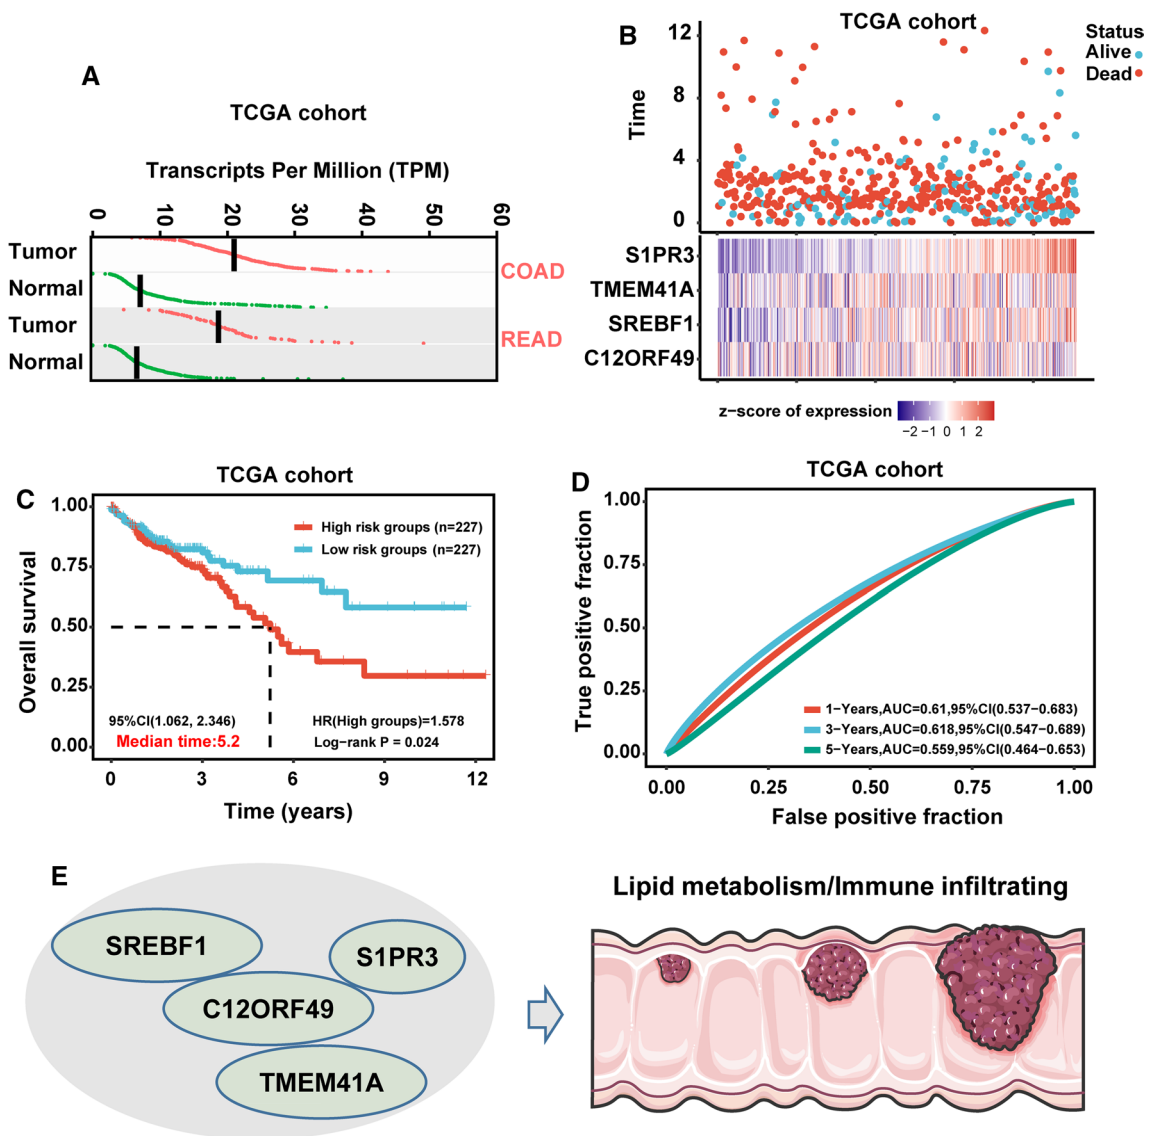 A
TCGA cohort
Transcripts Per Million (TPM)
0 10 20 30 40 50 60
Tumor
Normal
COAD
Tumor
Normal
READ
B
TCGA cohort
Status
Alive
Dead
Time
12
8
4
0
S1PR3
TMEM41A
SREBF1
C12ORF49
z−score of expression
−2 −1 0 1 2
C
TCGA cohort
Overall survival
1.00
0.75
0.50
0.25
0.00
High risk groups (n=227)
Low risk groups (n=227)
95%CI(1.062, 2.346)
Median time:5.2
HR(High groups)=1.578
Log−rank P = 0.024
0 3 6 9 12
Time (years)
D
TCGA cohort
True positive fraction
1.00
0.75
0.50
0.25
0.00
1−Years,AUC=0.61,95%CI(0.537−0.683)
3−Years,AUC=0.618,95%CI(0.547−0.689)
5−Years,AUC=0.559,95%CI(0.464−0.653)
0.00 0.25 0.50 0.75 1.00
False positive fraction
E
SREBF1
S1PR3
C12ORF49
TMEM41A
Lipid metabolism/Immune infiltrating